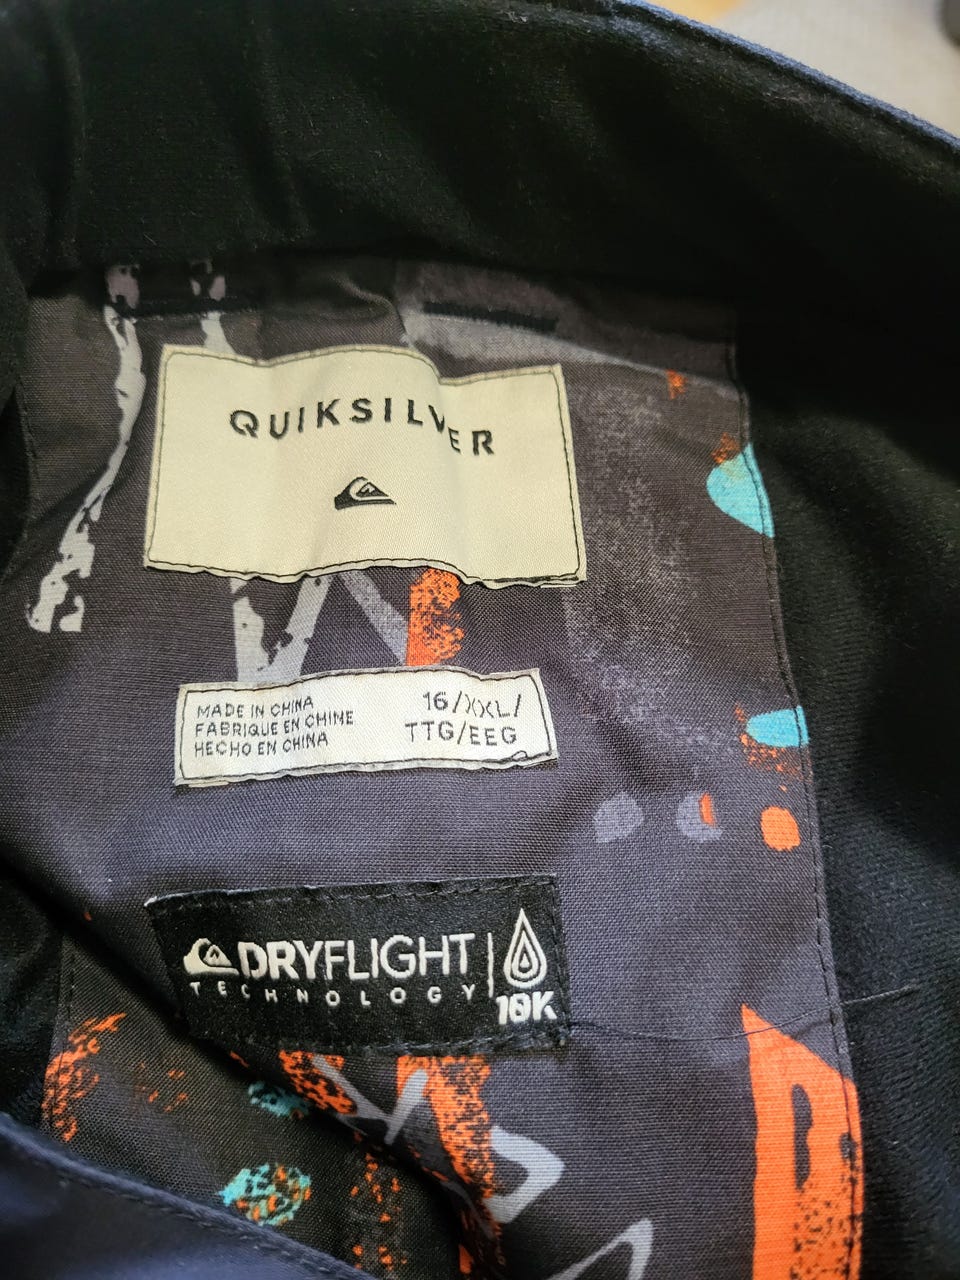 QUIKSILVER
MADE IN CHINA
FABRIQUE EN CHINE
HECHO EN CHINA
16/XXL/
TTG/EEG
DRYFLIGHT
TECHNOLOGY
10K